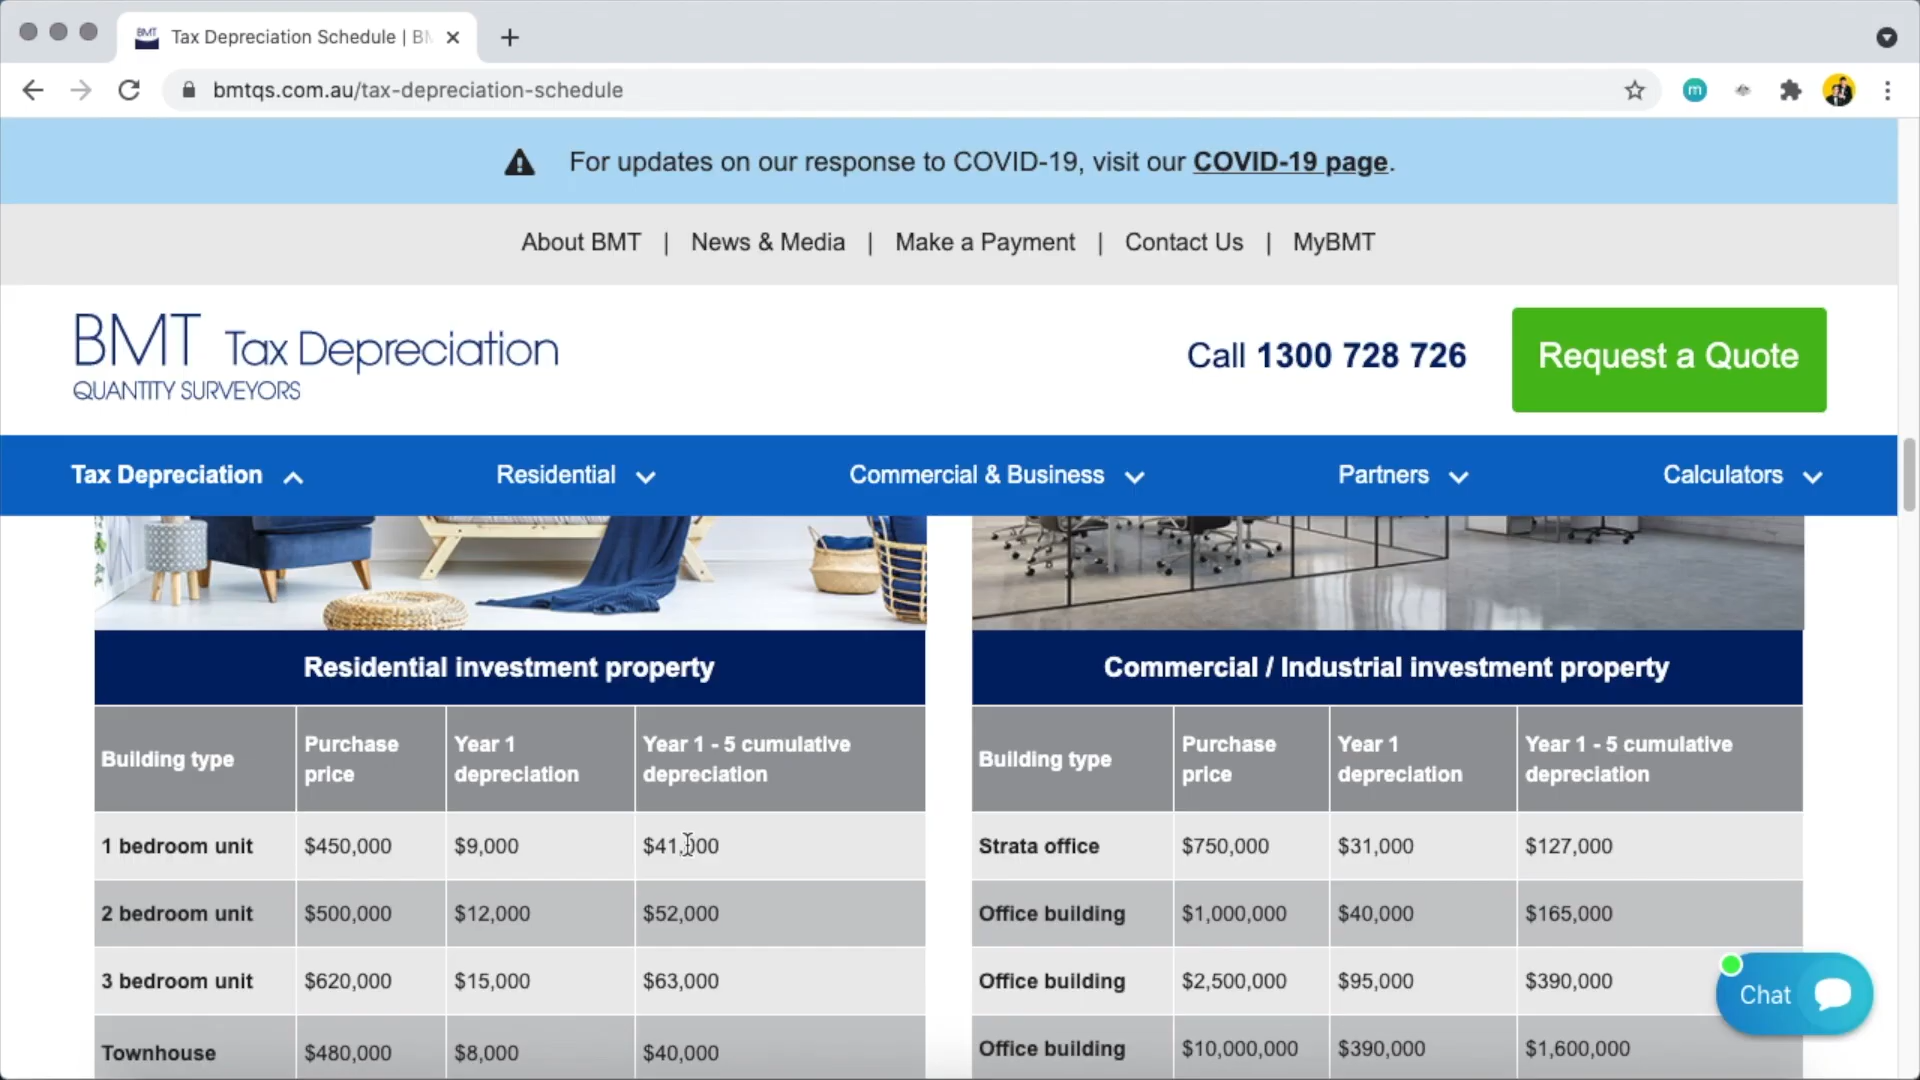 Tax Depreciation Schedule | BM
bmtqs.com.au/tax-depreciation-schedule
m
For updates on our response to COVID-19, visit our COVID-19 page.
About BMT | News & Media | Make a Payment | Contact Us | MyBMT
BMT Tax Depreciation
QUANTITY SURVEYORS
Call 1300 728 726
Request a Quote
Tax Depreciation Residential Commercial & Business Partners Calculators
Residential investment property
Building type Purchase price Year 1 depreciation Year 1 - 5 cumulative depreciation
1 bedroom unit $450,000 $9,000 $41,000
2 bedroom unit $500,000 $12,000 $52,000
3 bedroom unit $620,000 $15,000 $63,000
Townhouse $480,000 $8,000 $40,000
Commercial / Industrial investment property
Building type Purchase price Year 1 depreciation Year 1 - 5 cumulative depreciation
Strata office $750,000 $31,000 $127,000
Office building $1,000,000 $40,000 $165,000
Office building $2,500,000 $95,000 $390,000
Office building $10,000,000 $390,000 $1,600,000
Chat